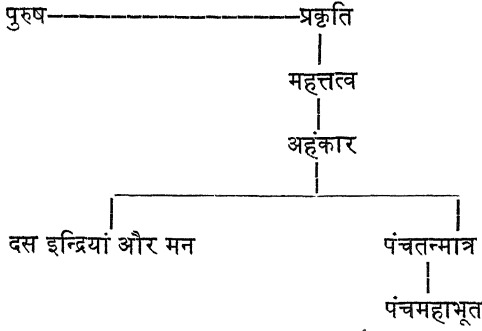 पुरुष प्रकृति
महत्तत्व
अहंकार
दस इन्द्रियां और मन पंचतन्मात्र
पंचमहाभूत